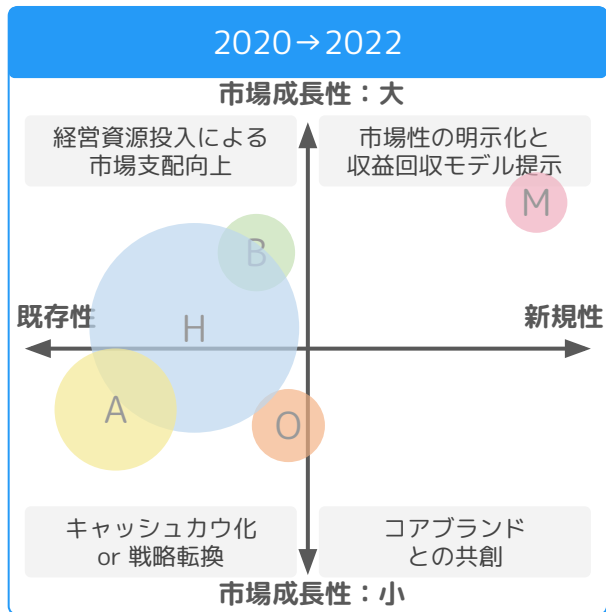 2020→2022
市場成長性：大
経営資源投入による
市場支配向上
市場性の明示化と
収益回収モデル提示
M
B
既存性
新規性
H
A
O
キャッシュカウ化
or 戦略転換
コアブランド
との共創
市場成長性：小